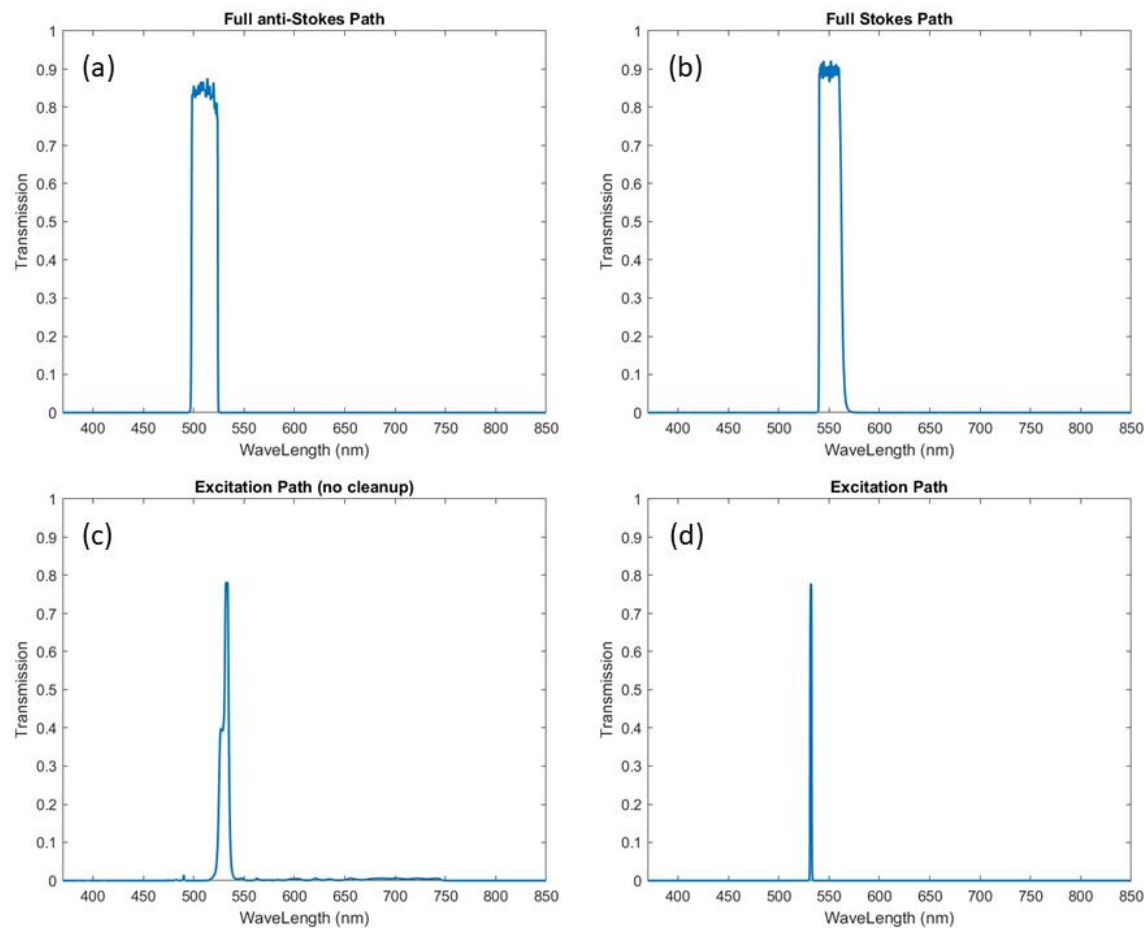 Full anti-Stokes Path
(a)
Transmission
1
0.9
0.8
0.7
0.6
0.5
0.4
0.3
0.2
0.1
0
400 450 500 550 600 650 700 750 800 850
WaveLength (nm)
Full Stokes Path
(b)
Transmission
1
0.9
0.8
0.7
0.6
0.5
0.4
0.3
0.2
0.1
0
400 450 500 550 600 650 700 750 800 850
WaveLength (nm)
Excitation Path (no cleanup)
(c)
Transmission
1
0.9
0.8
0.7
0.6
0.5
0.4
0.3
0.2
0.1
0
400 450 500 550 600 650 700 750 800 850
WaveLength (nm)
Excitation Path
(d)
Transmission
1
0.9
0.8
0.7
0.6
0.5
0.4
0.3
0.2
0.1
0
400 450 500 550 600 650 700 750 800 850
WaveLength (nm)